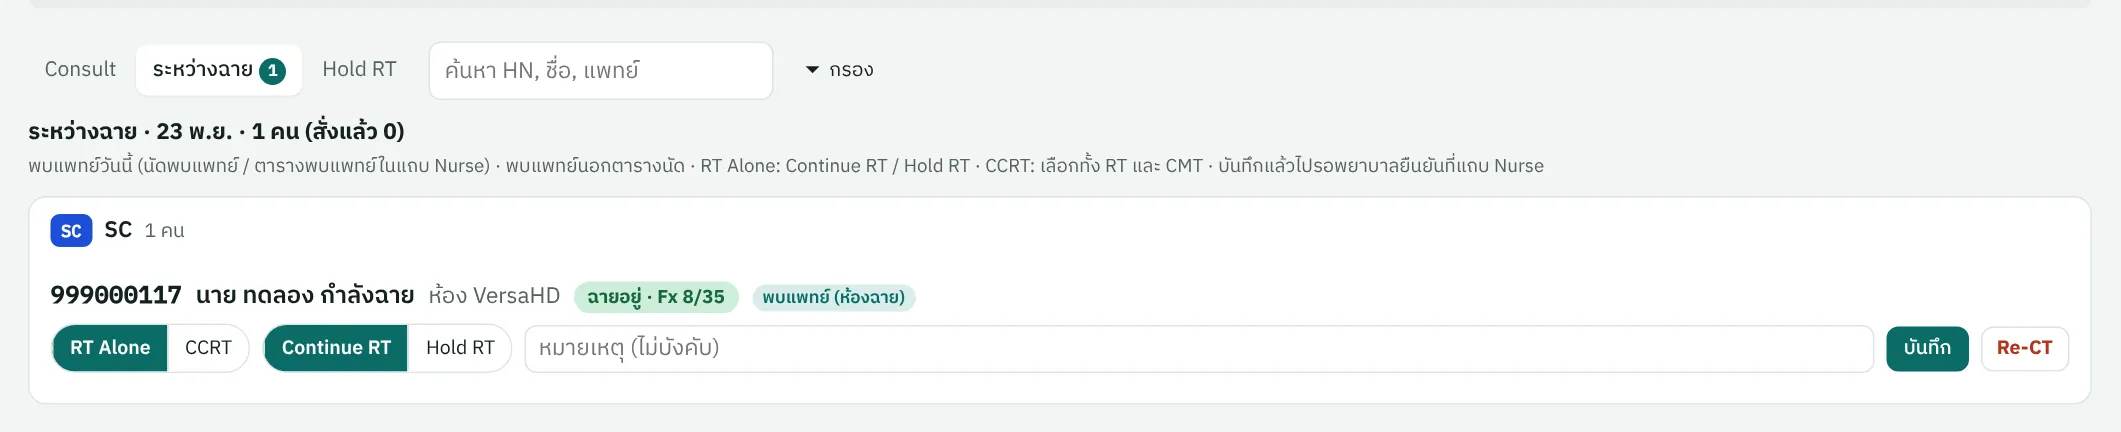 Consult ระหว่างฉาย 1 Hold RT ค้นหา HN, ชื่อ, แพทย์ กรอง
ระหว่างฉาย · 23 พ.ย. · 1 คน (สั่งแล้ว 0)
พบแพทย์วันนี้ (นัดพบแพทย์ / ตารางพบแพทย์ในแถบ Nurse) · พบแพทย์นอกตารางนัด · RT Alone: Continue RT / Hold RT · CCRT: เลือกทั้ง RT และ CMT · บันทึกแล้วไปรอพยาบาลยืนยันที่แถบ Nurse
SC SC 1 คน
999000117 นาย ทดลอง กำลังฉาย ห้อง VersaHD ฉายอยู่ · Fx 8/35 พบแพทย์ (ห้องฉาย)
RT Alone CCRT Continue RT Hold RT หมายเหตุ (ไม่บังคับ) บันทึก Re-CT